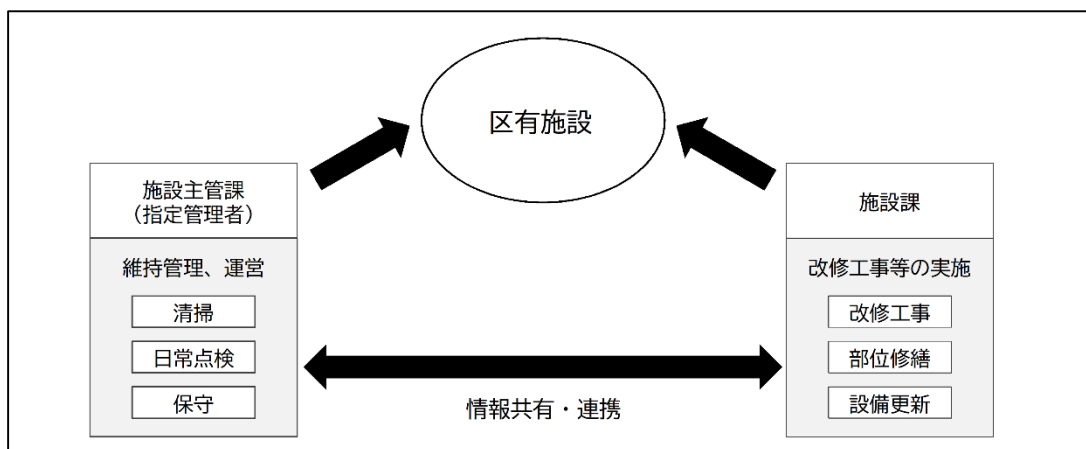 区有施設
施設主管課
（指定管理者）
維持管理、運営
清掃
日常点検
保守
情報共有・連携
施設課
改修工事等の実施
改修工事
部位修繕
設備更新